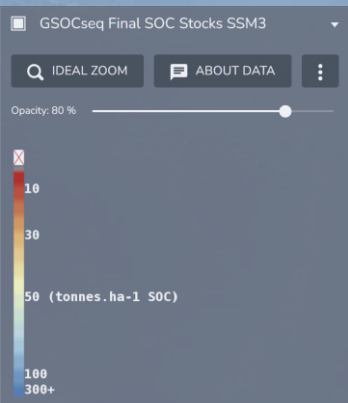 GSOCseq Final SOC Stocks SSM3
IDEAL ZOOM
ABOUT DATA
Opacity: 80 %
10
30
50 (tonnes.ha-1 SOC)
100
300+